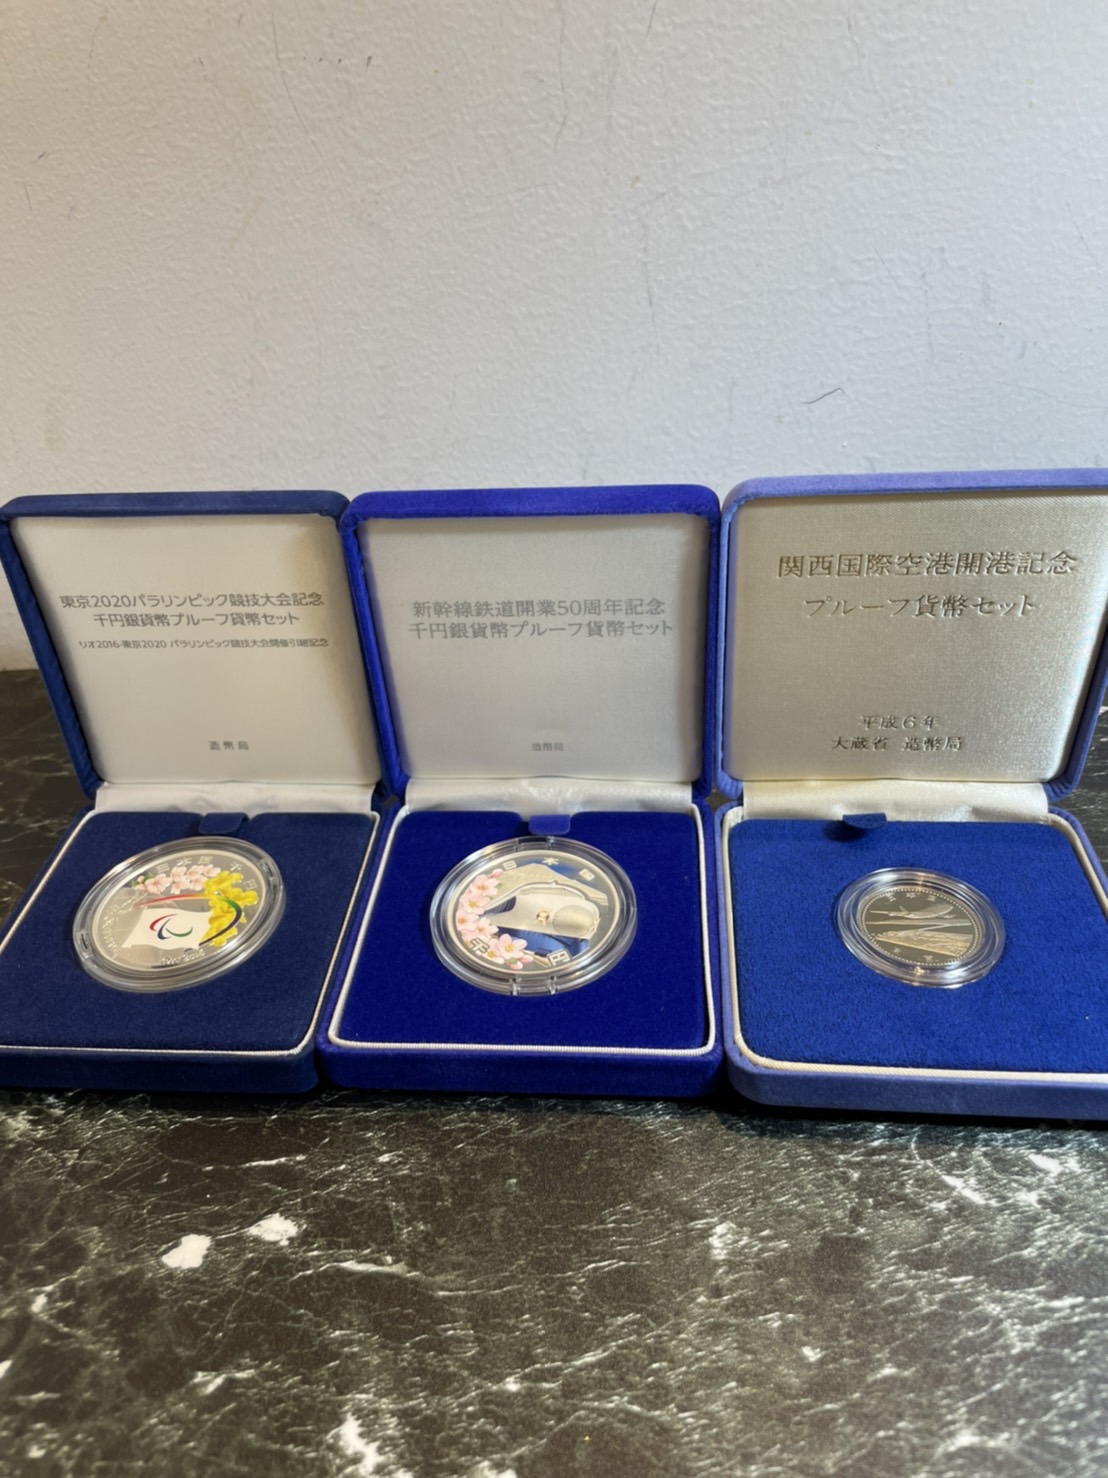 東京2020パラリンピック競技大会記念
千円銀貨幣プルーフ貨幣セット
リオ2016-東京2020 パラリンピック競技大会開催引継記念
造幣局
新幹線鉄道開業50周年記念
千円銀貨幣プルーフ貨幣セット
造幣局
関西国際空港開港記念
プルーフ貨幣セット
平成6年
大蔵省 造幣局
日本国
千円